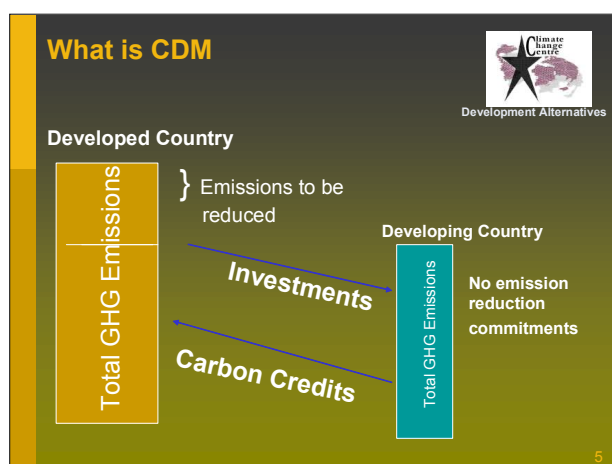 What is CDM
Climate
Change
Centre
Development Alternatives
Developed Country
Total GHG Emissions
} Emissions to be
reduced
Investments
Carbon Credits
Developing Country
Total GHG Emissions
No emission
reduction
commitments
5